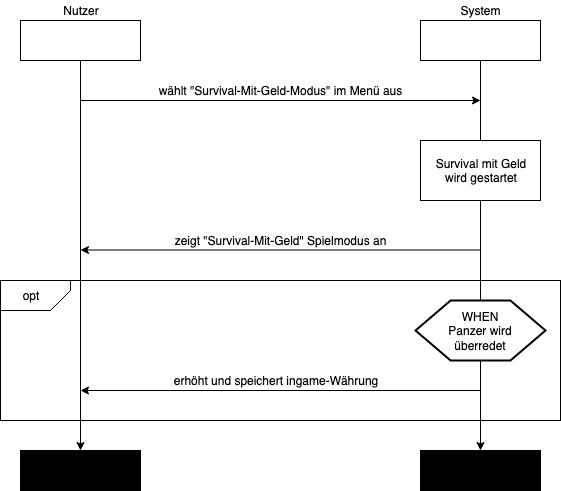 Nutzer
System
wählt "Survival-Mit-Geld-Modus" im Menü aus
Survival mit Geld
wird gestartet
zeigt "Survival-Mit-Geld" Spielmodus an
opt
WHEN
Panzer wird
überredet
erhöht und speichert ingame-Währung